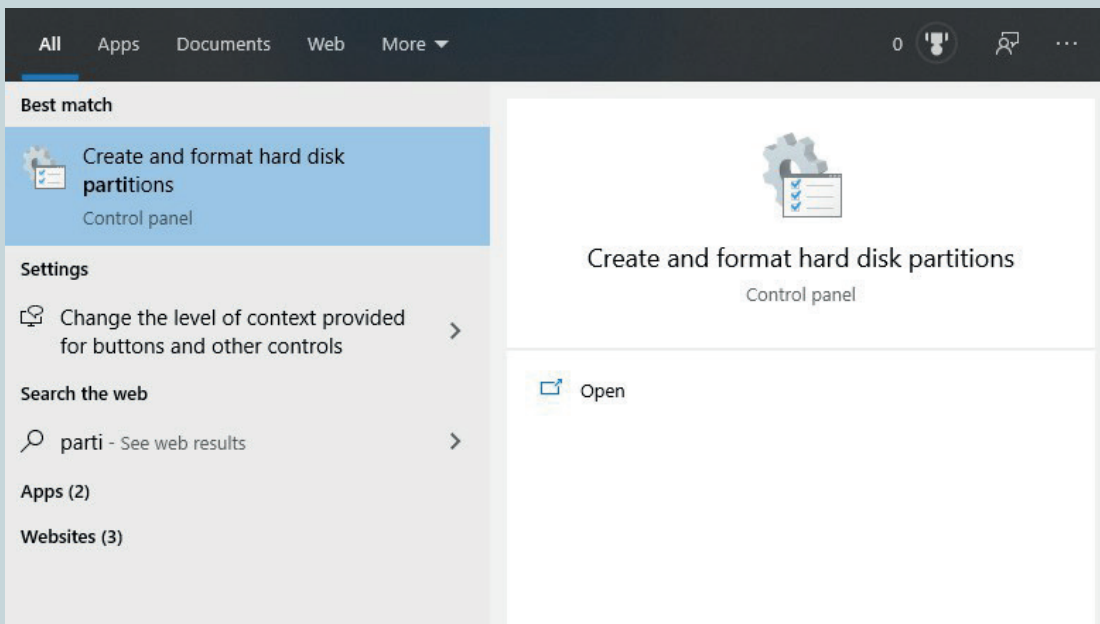 All Apps Documents Web More 0 ...
Best match
Create and format hard disk
partitions
Control panel
Settings
Change the level of context provided
for buttons and other controls
Search the web
parti - See web results
Apps (2)
Websites (3)
Create and format hard disk partitions
Control panel
Open